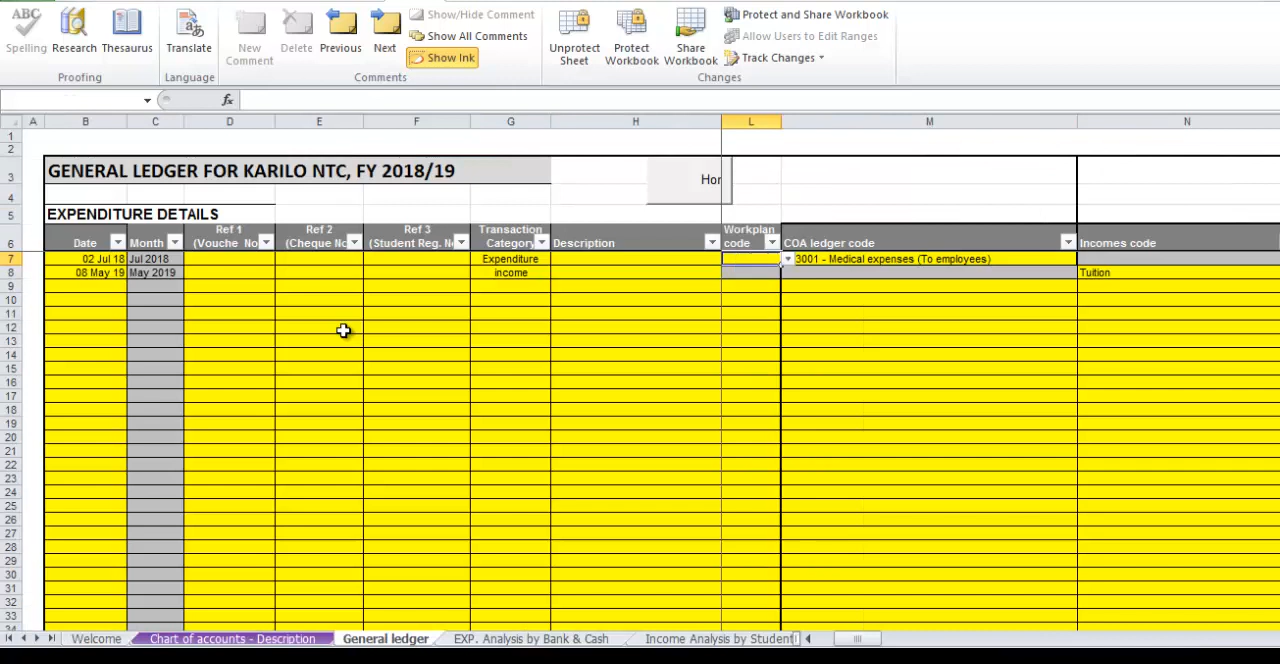 ABC
Spelling Research Thesaurus
Proofing
Translate
Language
New Comment
Delete Previous Next
Show/Hide Comment
Show All Comments
Show Ink
Comments
Unprotect Sheet
Protect Workbook
Share Workbook
Protect and Share Workbook
Allow Users to Edit Ranges
Track Changes
Changes
fx
A B C D E F G H L M N
1
2
3 GENERAL LEDGER FOR KARILO NTC, FY 2018/19 Hor
4
5 EXPENDITURE DETAILS
6 Date Month Ref 1 (Vouche No Ref 2 (Cheque No Ref 3 (Student Reg. N Transaction Category Description Workplan code COA ledger code Incomes code
7 02 Jul 18 Jul 2018 Expenditure 3001 - Medical expenses (To employees)
8 08 May 19 May 2019 income Tuition
9
10
11
12
13
14
15
16
17
18
19
20
21
22
23
24
25
26
27
28
29
30
31
32
33
34
Welcome Chart of accounts - Description General ledger EXP. Analysis by Bank & Cash Income Analysis by Student